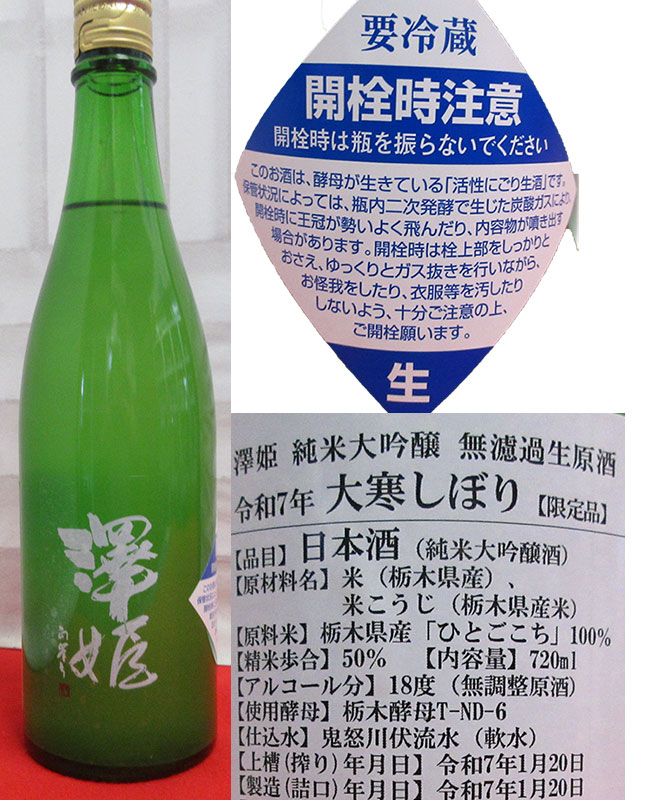 澤姫
要冷蔵
開栓時注意
開栓時は瓶を振らないでください
このお酒は、酵母が生きている「活性にごり生酒」です。
保管状況によっては、瓶内二次発酵で生じた炭酸ガスにより、
開栓時に王冠が勢いよく飛んだり、内容物が噴き出す
場合があります。開栓時は栓上部をしっかりと
おさえ、ゆっくりとガス抜きを行いながら、
お怪我をしたり、衣服等を汚したり
しないよう、十分ご注意の上、
ご開栓願います。
生
澤姫 純米大吟醸 無濾過生原酒
令和7年 大寒しぼり【限定品】
【品目】日本酒(純米大吟醸酒)
【原材料名】米(栃木県産)、
米こうじ(栃木県産米)
【原料米】栃木県産「ひとごこち」100%
【精米歩合】50% 【内容量】720ml
【アルコール分】18度(無調整原酒)
【使用酵母】栃木酵母T-ND-6
【仕込水】鬼怒川伏流水(軟水)
【上槽(搾り)年月日】令和7年1月20日
【製造(詰口)年月日】令和7年1月20日